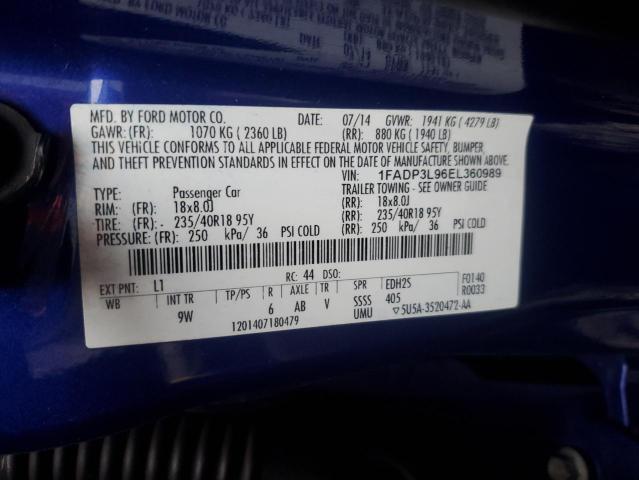 MFD. BY FORD MOTOR CO. DATE: 07/14 GVWR: 1941 KG ( 4279 LB)
GAWR: (FR): 1070 KG ( 2360 LB) (RR): 880 KG ( 1940 LB)
THIS VEHICLE CONFORMS TO ALL APPLICABLE FEDERAL MOTOR VEHICLE SAFETY, BUMPER,
AND THEFT PREVENTION STANDARDS IN EFFECT ON THE DATE OF MANUFACTURE SHOWN ABOVE.
VIN: 1FADP3L96EL360989
TYPE: Passenger Car TRAILER TOWING - SEE OWNER GUIDE
RIM: (FR): 18x8.0J (RR): 18x8.0J
TIRE: (FR): - 235/40R18 95Y (RR): 235/40R18 95Y
PRESSURE: (FR): 250 kPa/ 36 PSI COLD (RR): 250 kPa/ 36 PSI COLD
EXT PNT: L1 RC: 44 DSO: F0140
WB INT TR TP/PS R AXLE TR SPR EDH2S R0033
9W 6 AB V SSSS 405
1201407180479 UMU ▽5U5A-3520472-AA